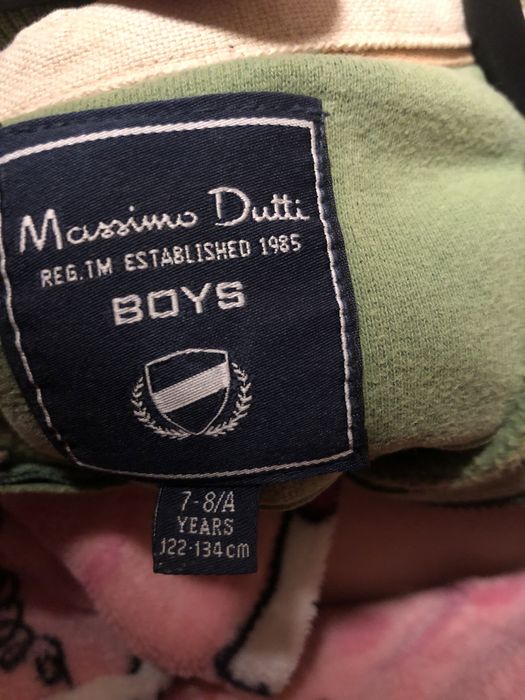 Massimo Dutti
REG.TM ESTABLISHED 1985
BOYS
7-8/A
YEARS
122-134cm